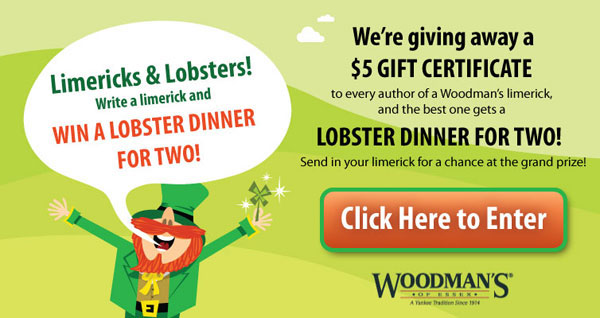 Limericks & Lobsters!
Write a limerick and
WIN A LOBSTER DINNER
FOR TWO!
We're giving away a
$5 GIFT CERTIFICATE
to every author of a Woodman's limerick,
and the best one gets a
LOBSTER DINNER FOR TWO!
Send in your limerick for a chance at the grand prize!
Click Here to Enter
WOODMAN'S®
OF ESSEX
A Yankee Tradition Since 1914